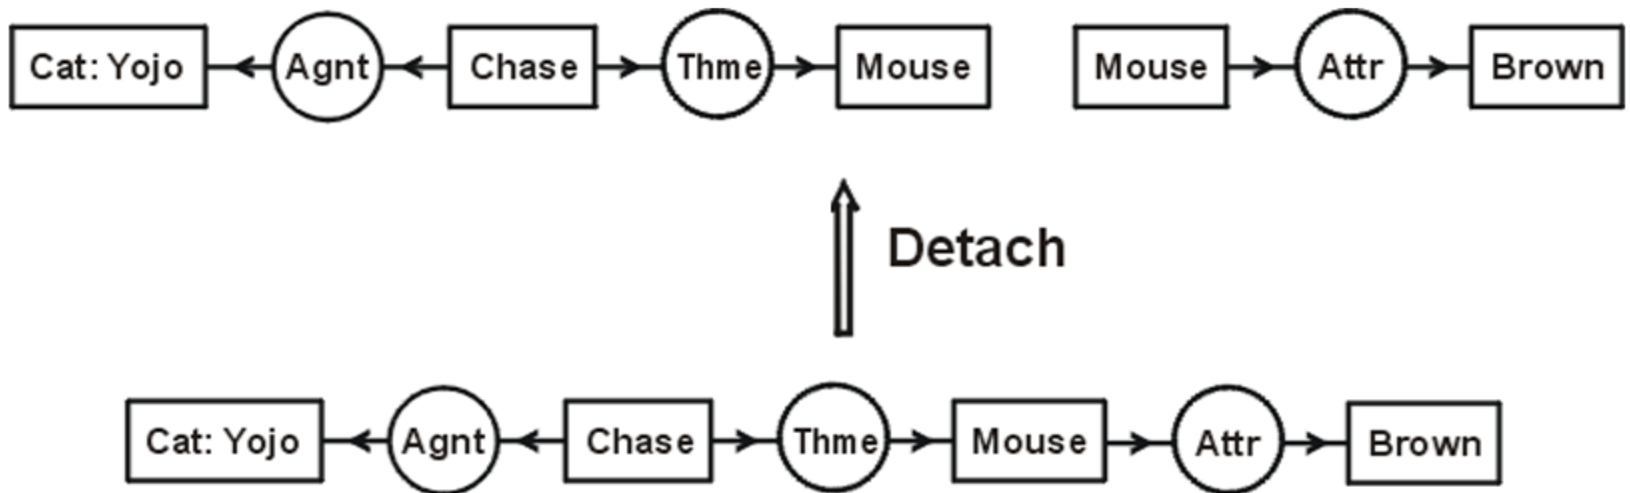 Cat: Yojo Agnt Chase Thme Mouse Mouse Attr Brown
Detach
Cat: Yojo Agnt Chase Thme Mouse Attr Brown